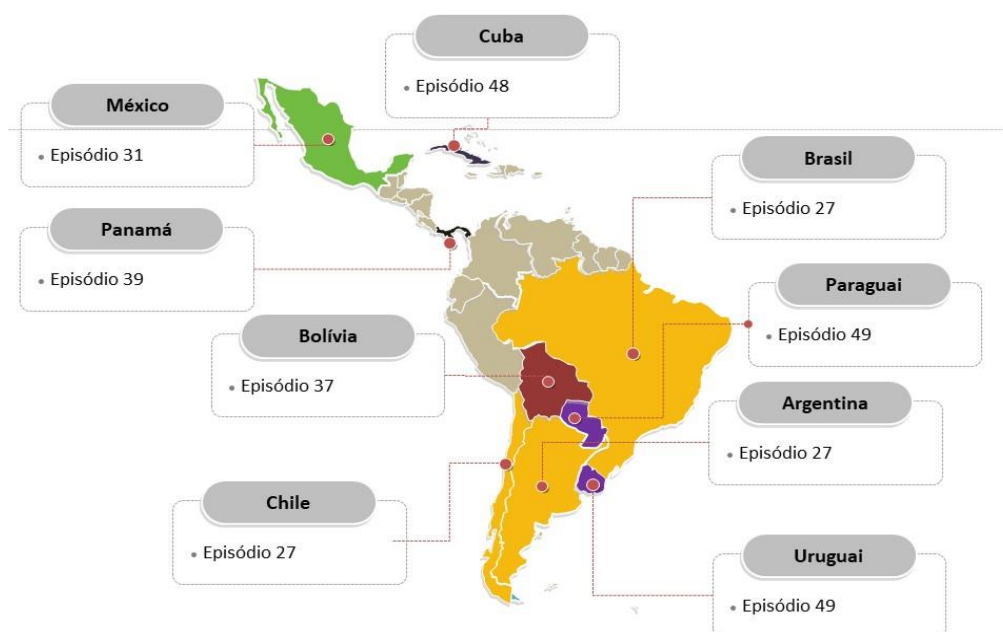 Cuba
• Episódio 48
México
• Episódio 31
Brasil
• Episódio 27
Panamá
• Episódio 39
Paraguai
• Episódio 49
Bolívia
• Episódio 37
Argentina
• Episódio 27
Chile
• Episódio 27
Uruguai
• Episódio 49